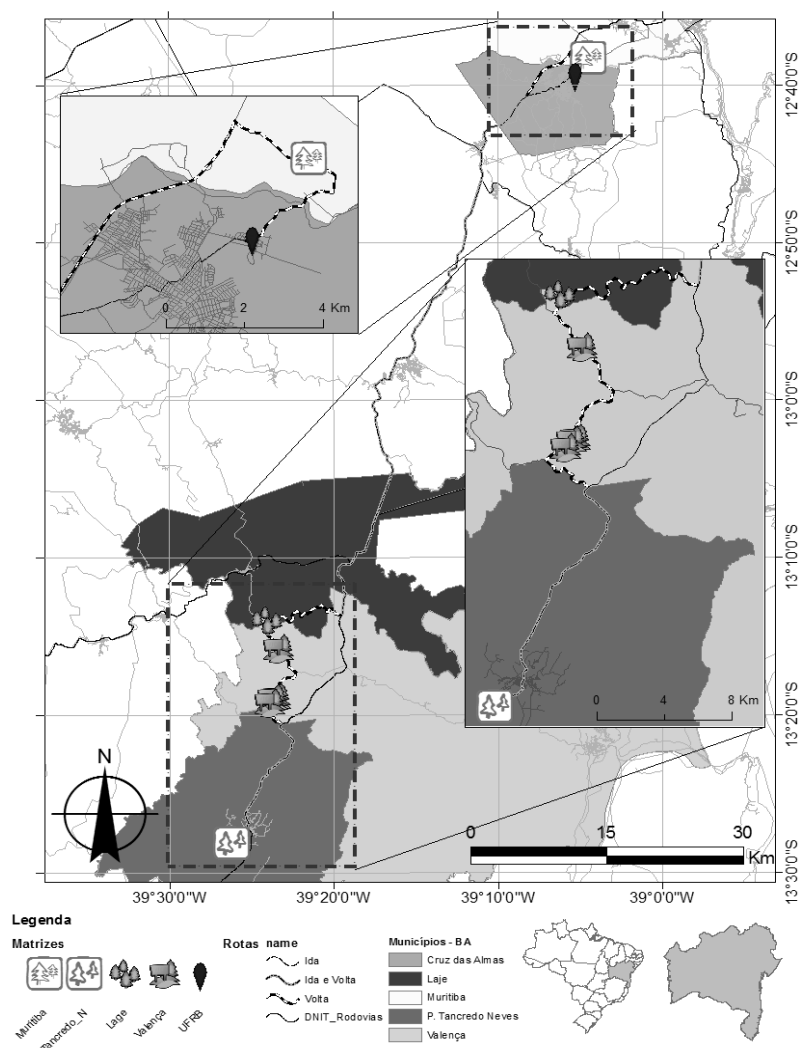 12°40'0"S
12°50'0"S
13°0'0"S
13°10'0"S
13°20'0"S
13°30'0"S
0 2 4 Km
0 4 8 Km
N
0 15 30
Km
39°30'0"W 39°20'0"W 39°10'0"W 39°0'0"W
Legenda
Matrizes
Muritiba
Tancredo_N
Lage
Valença
UFRB
Rotas name
Ida
Ida e Volta
Volta
DNIT_Rodovias
Municípios - BA
Cruz das Almas
Laje
Muritiba
P. Tancredo Neves
Valença